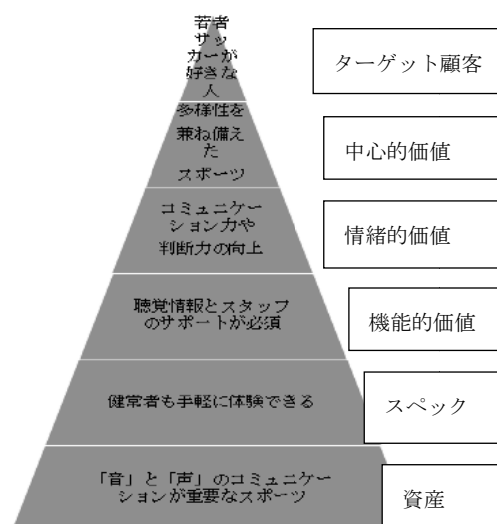 若者
サッ
カーが
好きな
人
ターゲット顧客
多様性を
兼ね備え
た
スポーツ
中心的価値
コミュニケー
ション力や
判断力の向上
情緒的価値
聴覚情報とスタッフ
のサポートが必須
機能的価値
健常者も手軽に体験できる
スペック
「音」と「声」のコミュニケー
ションが重要なスポーツ
資産